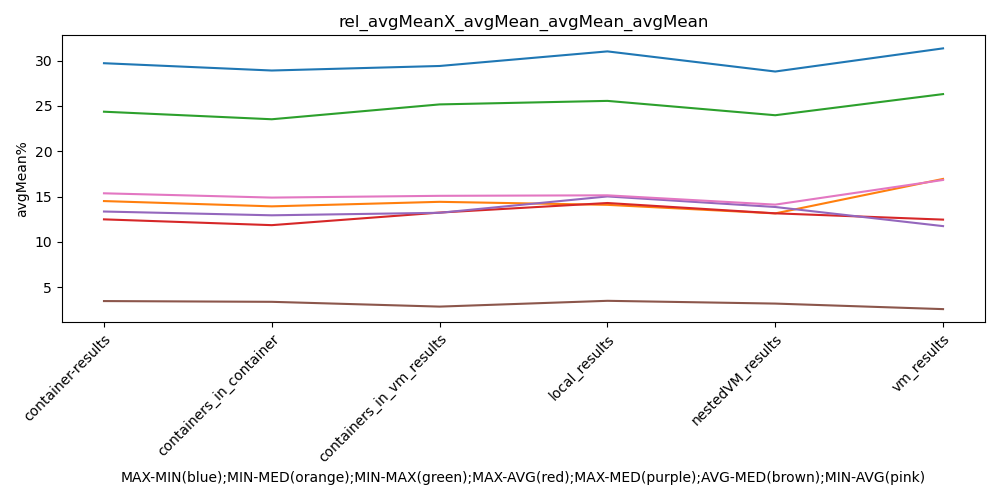 rel_avgMeanX_avgMean_avgMean_avgMean
avgMean%
30
25
20
15
10
5
container-results
containers_in_container
containers_in_vm_results
local_results
nestedVM_results
vm_results
MAX-MIN(blue);MIN-MED(orange);MIN-MAX(green);MAX-AVG(red);MAX-MED(purple);AVG-MED(brown);MIN-AVG(pink)